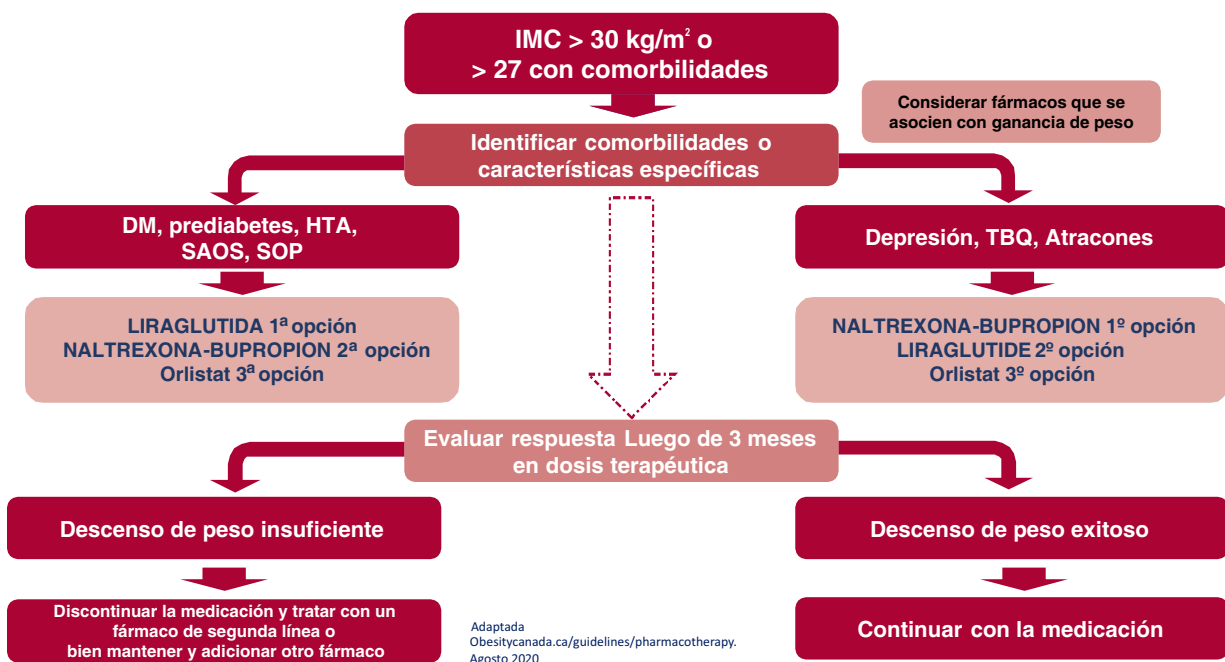 IMC > 30 kg/m² o
> 27 con comorbilidades
Considerar fármacos que se
asocien con ganancia de peso
Identificar comorbilidades o
características específicas
DM, prediabetes, HTA,
SAOS, SOP
Depresión, TBQ, Atracones
LIRAGLUTIDA 1ª opción
NALTREXONA-BUPROPION 2ª opción
Orlistat 3ª opción
NALTREXONA-BUPROPION 1º opción
LIRAGLUTIDE 2º opción
Orlistat 3º opción
Evaluar respuesta Luego de 3 meses
en dosis terapéutica
Descenso de peso insuficiente
Descenso de peso exitoso
Discontinuar la medicación y tratar con un
fármaco de segunda línea o
bien mantener y adicionar otro fármaco
Continuar con la medicación
Adaptada
Obesitycanada.ca/guidelines/pharmacotherapy.
Agosto 2020